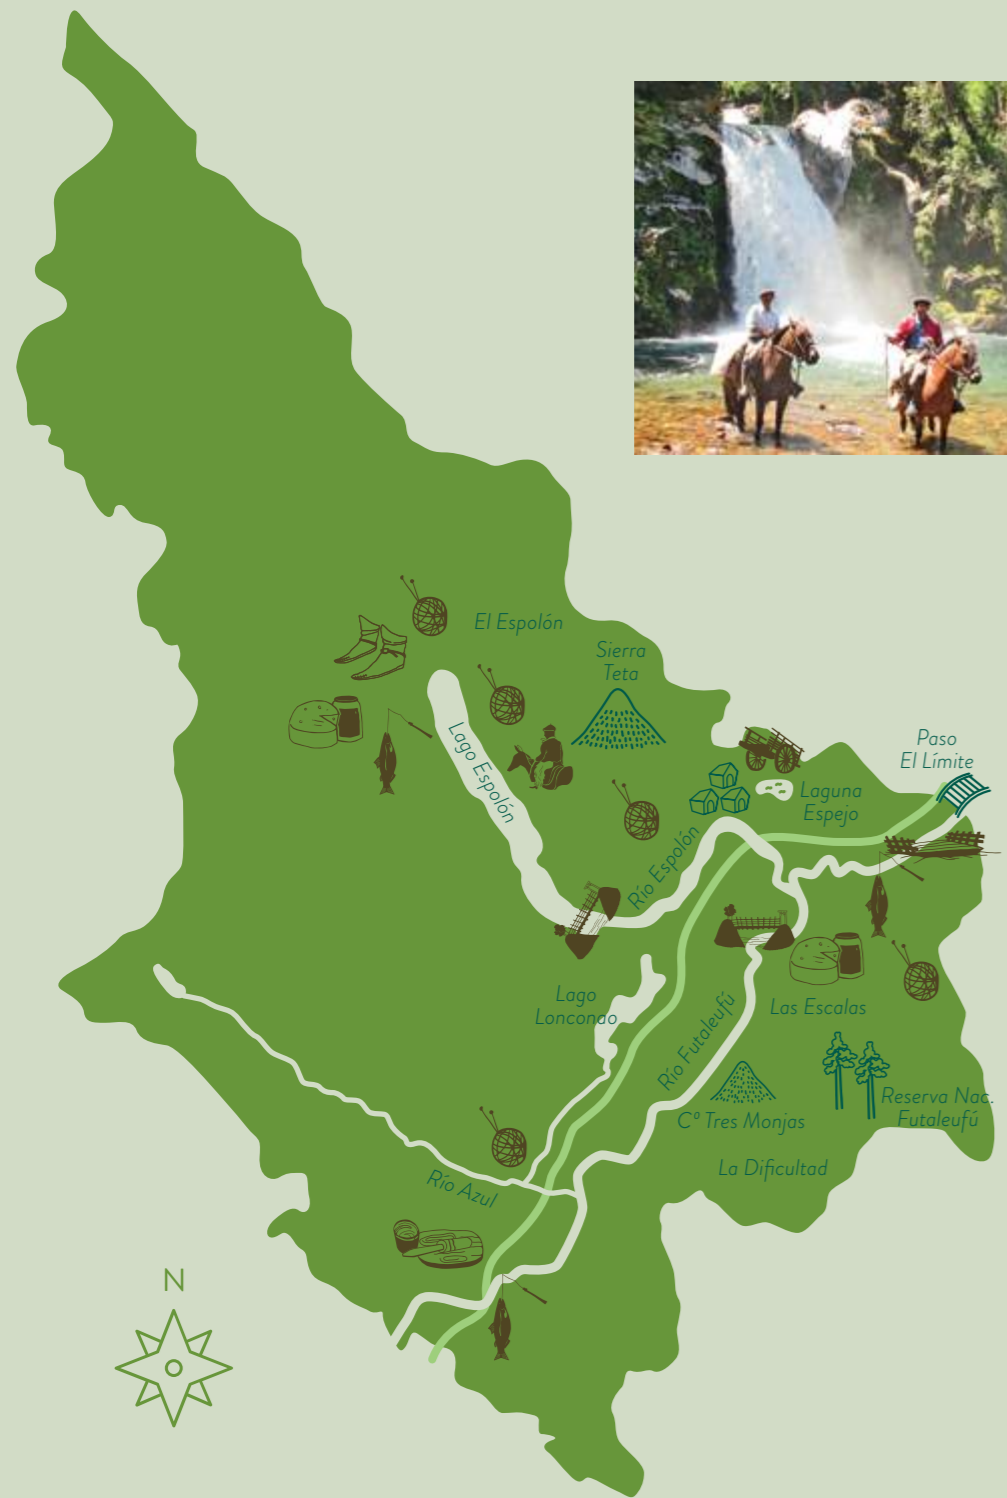 El Espolón
Sierra
Teta
Lago Espolón
Paso
El Límite
Laguna
Espejo
Río Espolón
Lago
Lonconao
Río Futaleufú
Las Escalas
Cº Tres Monjas
Reserva Nac.
Futaleufú
La Dificultad
Río Azul
N